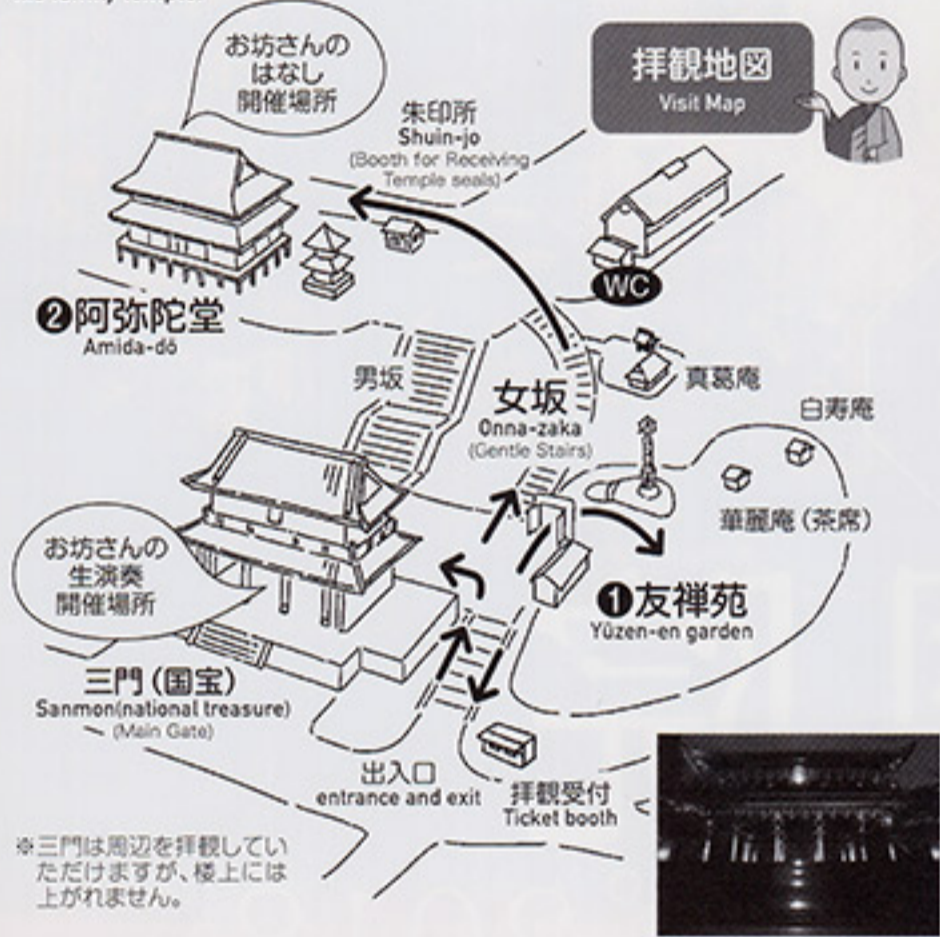 お坊さんの
はなし
開催場所
拝観地図
Visit Map
朱印所
Shuin-jo
(Booth for Receiving
Temple seals)
WC
❷阿弥陀堂
Amida-dō
男坂
女坂
Onna-zaka
(Gentle Stairs)
真葛庵
白寿庵
華麗庵(茶席)
お坊さんの
生演奏
開催場所
❶友禅苑
Yūzen-en garden
三門(国宝)
Sanmon(national treasure)
(Main Gate)
出入口
entrance and exit
拝観受付
Ticket booth
※三門は周辺を拝観してい
ただけますが、楼上には
上がれません。